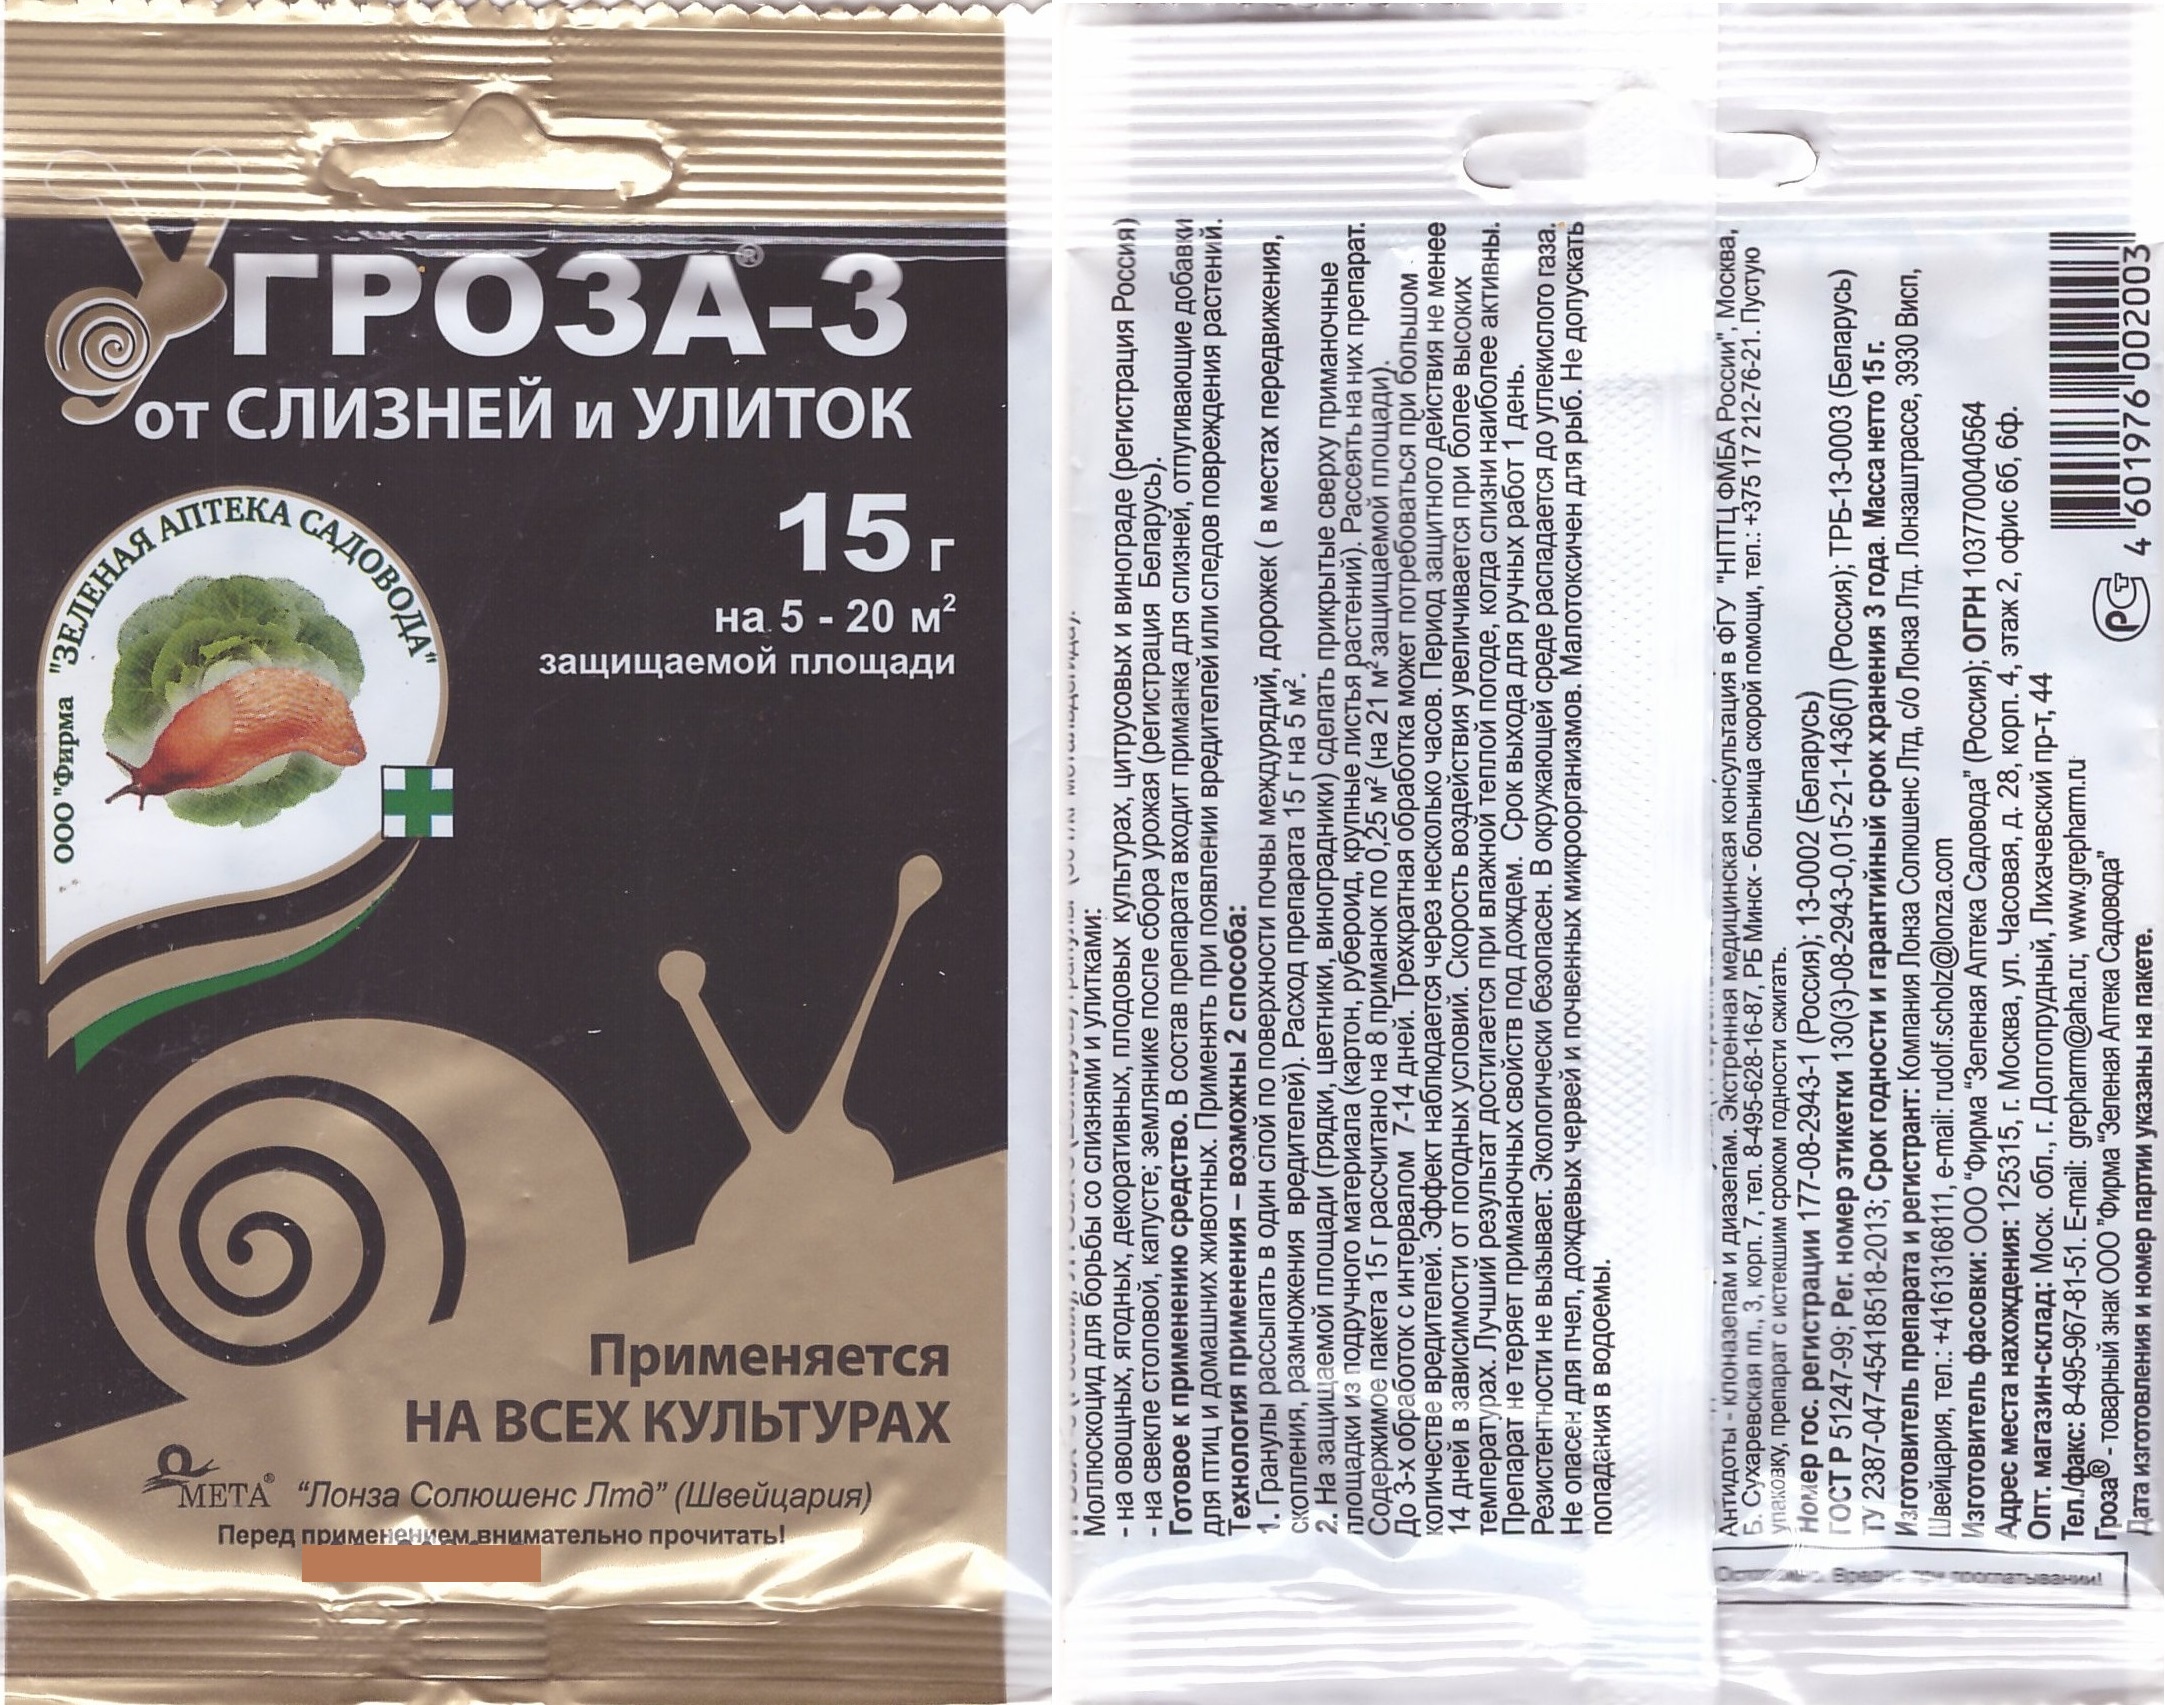 ГРОЗА®-3
от СЛИЗНЕЙ и УЛИТОК
15 г
на 5 - 20 м²
защищаемой площади
ООО "Фирма "ЗЕЛЕНАЯ АПТЕКА САДОВОДА"
Применяется
НА ВСЕХ КУЛЬТУРАХ
META® "Лонза Солюшенс Лтд" (Швейцария)
Перед применением внимательно прочитать!
Моллюскоцид для борьбы со слизнями и улитками:
- на овощных, ягодных, декоративных, плодовых культурах, цитрусовых и винограде (регистрация Россия)
- на свекле столовой, капусте; землянике после сбора урожая (регистрация Беларусь).
Готовое к применению средство. В состав препарата входит приманка для слизней, отпугивающие добавки
для птиц и домашних животных. Применять при появлении вредителей или следов повреждения растений.
Технология применения – возможны 2 способа:
1. Гранулы рассыпать в один слой по поверхности почвы междурядий, дорожек ( в местах передвижения,
скопления, размножения вредителей). Расход препарата 15 г на 5 м².
2. На защищаемой площади (грядки, цветники, виноградники) сделать прикрытые сверху приманочные
площадки из подручного материала (картон, рубероид, крупные листья растений). Рассеять на них препарат.
Содержимое пакета 15 г рассчитано на 8 приманок по 0,25 м² (на 21 м² защищаемой площади).
До 3-х обработок с интервалом 7-14 дней. Трехкратная обработка может потребоваться при большом
количестве вредителей. Эффект наблюдается через несколько часов. Период защитного действия не менее
14 дней в зависимости от погодных условий. Скорость воздействия увеличивается при более высоких
температурах. Лучший результат достигается при влажной теплой погоде, когда слизни наиболее активны.
Препарат не теряет приманочных свойств под дождем. Срок выхода для ручных работ 1 день.
Резистентности не вызывает. Экологически безопасен. В окружающей среде распадается до углекислого газа.
Не опасен для пчел, дождевых червей и почвенных микроорганизмов. Малотоксичен для рыб. Не допускать
попадания в водоемы.
Антидоты - клоназепам и диазепам. Экстренная медицинская консультация в ФГУ "НПТЦ ФМБА России", Москва,
Б. Сухаревская пл., 3, корп. 7, тел. 8-495-628-16-87, РБ Минск - больница скорой помощи, тел.: +375 17 212-76-21. Пустую
упаковку, препарат с истекшим сроком годности сжигать.
Номер гос. регистрации 177-08-2943-1 (Россия); 13-0002 (Беларусь)
ГОСТ Р 51247-99; Рег. номер этикетки 130(3)-08-2943-0,015-21-1436(Л) (Россия); ТРБ-13-0003 (Беларусь)
ТУ 2387-047-45418518-2013; Срок годности и гарантийный срок хранения 3 года. Масса нетто 15 г.
Изготовитель препарата и регистрант: Компания Лонза Солюшенс Лтд, с/о Лонза Лтд. Лонзаштрассе, 3930 Висп,
Швейцария, тел.: +41613168111, e-mail: rudolf.scholz@lonza.com
Изготовитель фасовки: ООО "Фирма "Зеленая Аптека Садовода" (Россия); ОГРН 1037700040564
Адрес места нахождения: 125315, г. Москва, ул. Часовая, д. 28, корп. 4, этаж 2, офис 6б, 6ф.
Опт. магазин-склад: Моск. обл., г. Долгопрудный, Лихачевский пр-т, 44
Тел./факс: 8-495-967-81-51. E-mail: grepharm@aha.ru; www.grepharm.ru
Гроза® - товарный знак ООО "Фирма "Зеленая Аптека Садовода"
Дата изготовления и номер партии указаны на пакете.
Вредно при проглатывании!
РСТ
4 601976 002003